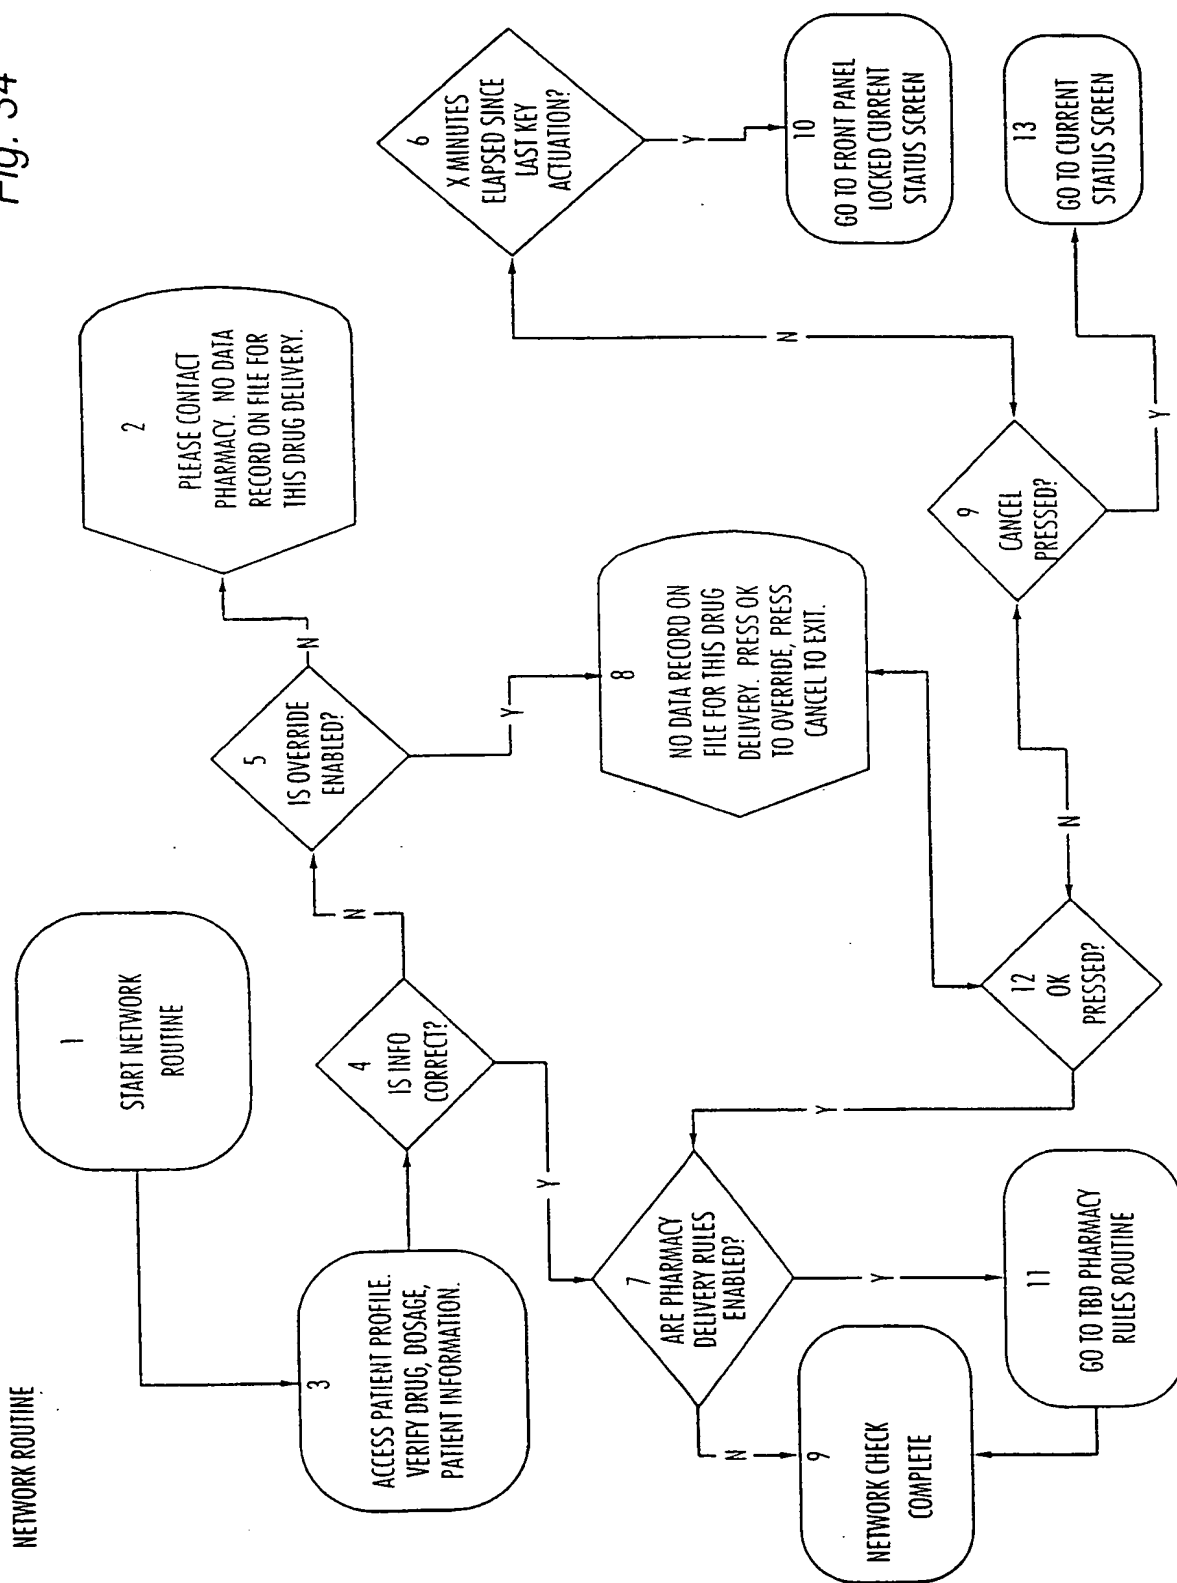 Fig. 34
NETWORK ROUTINE
1
START NETWORK
ROUTINE
2
PLEASE CONTACT
PHARMACY. NO DATA
RECORD ON FILE FOR
THIS DRUG DELIVERY.
3
ACCESS PATIENT PROFILE.
VERIFY DRUG, DOSAGE,
PATIENT INFORMATION.
4
IS INFO
CORRECT?
N
Y
5
IS OVERRIDE
ENABLED?
N
Y
6
X MINUTES
ELAPSED SINCE
LAST KEY
ACTUATION?
Y
7
ARE PHARMACY
DELIVERY RULES
ENABLED?
N
Y
8
NO DATA RECORD ON
FILE FOR THIS DRUG
DELIVERY. PRESS OK
TO OVERRIDE, PRESS
CANCEL TO EXIT.
9
NETWORK CHECK
COMPLETE
11
GO TO TBD PHARMACY
RULES ROUTINE
12
OK
PRESSED?
Y
N
9
CANCEL
PRESSED?
N
Y
10
GO TO FRONT PANEL
LOCKED CURRENT
STATUS SCREEN
13
GO TO CURRENT
STATUS SCREEN